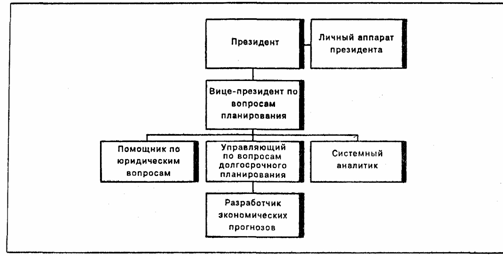 Президент
Личный аппарат
президента
Вице-президент по
вопросам
планирования
Помощник по
юридическим
вопросам
Управляющий
по вопросам
долгосрочного
планирования
Системный
аналитик
Разработчик
экономических
прогнозов